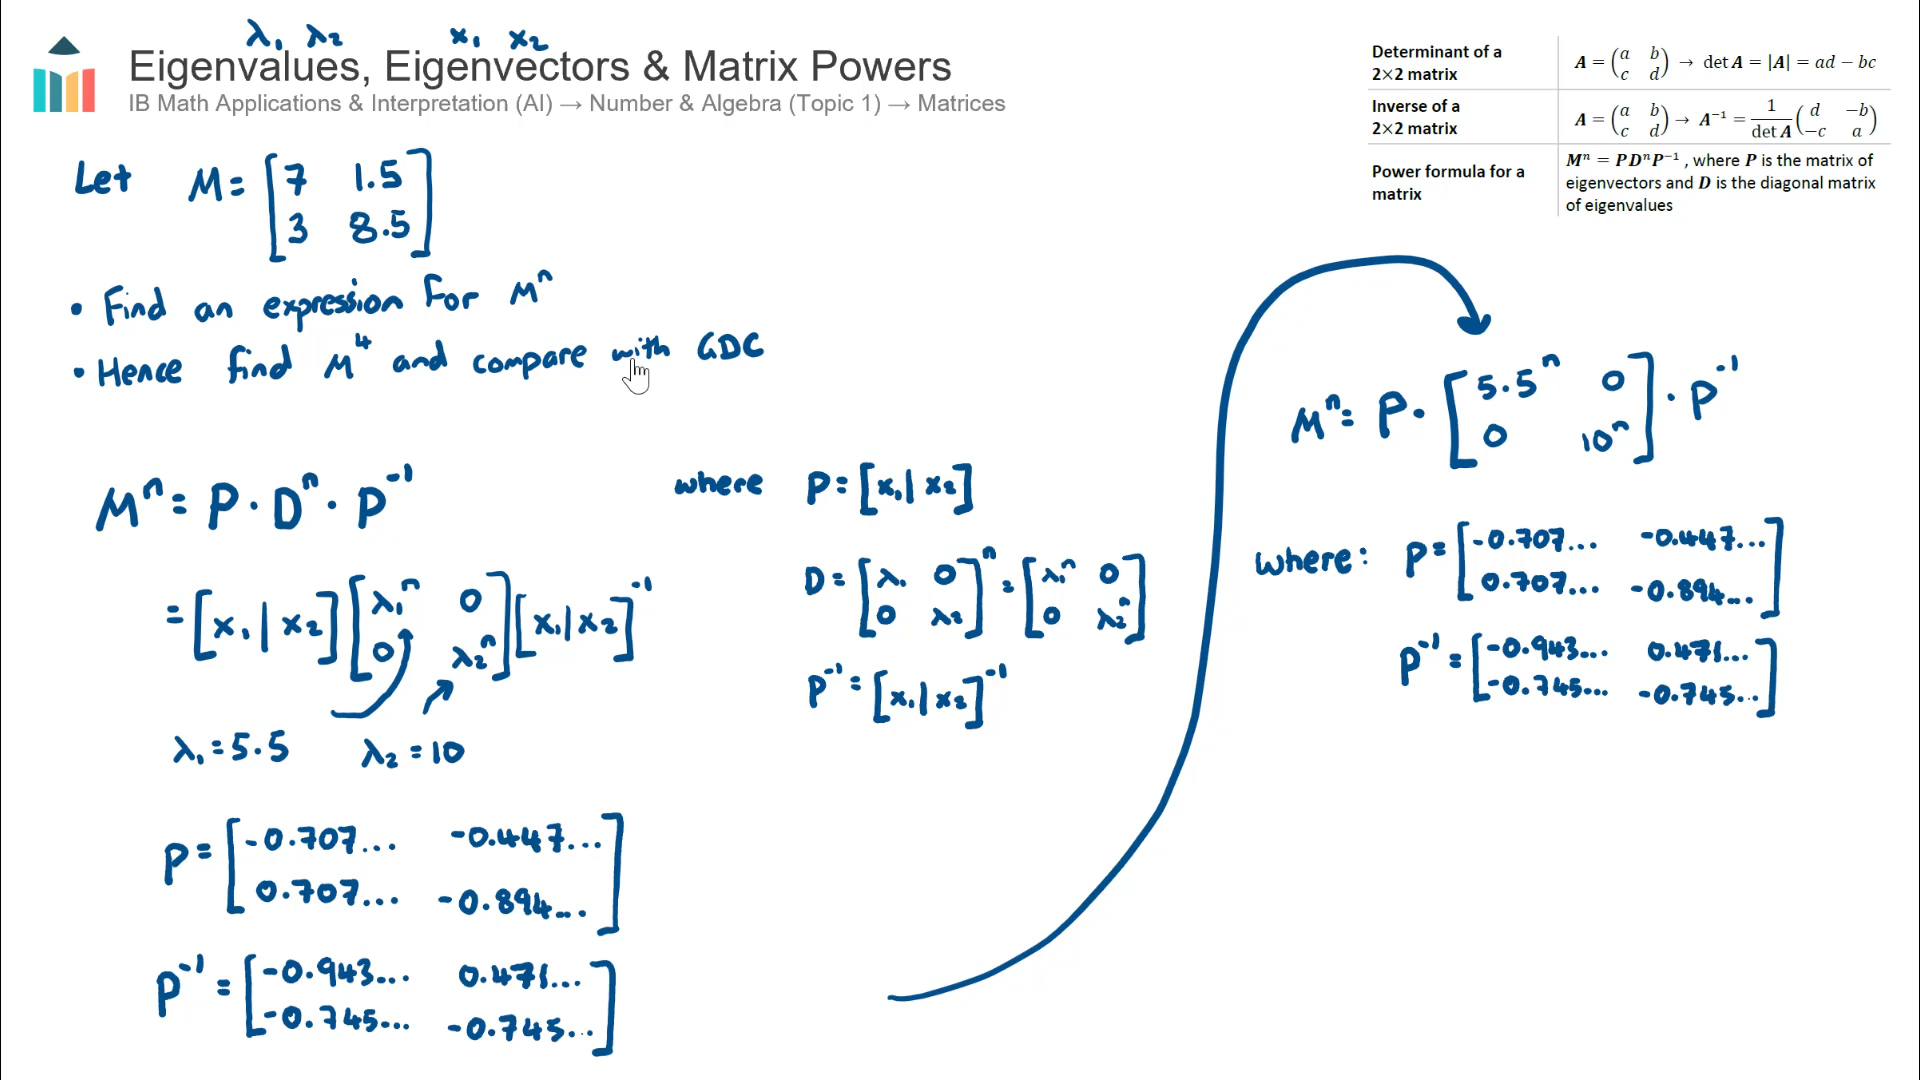 λ₁ λ₂ x₁ x₂
Eigenvalues, Eigenvectors & Matrix Powers
IB Math Applications & Interpretation (AI) → Number & Algebra (Topic 1) → Matrices
Determinant of a 2×2 matrix
A = (a b; c d) → det A = |A| = ad − bc
Inverse of a 2×2 matrix
A = (a b; c d) → A⁻¹ = 1/det A (d −b; −c a)
Power formula for a matrix
Mⁿ = PDⁿP⁻¹ , where P is the matrix of
eigenvectors and D is the diagonal matrix
of eigenvalues
Let M = [7 1.5
3 8.5]
• Find an expression for Mⁿ
• Hence find M⁴ and compare with GDC
Mⁿ = P · Dⁿ · P⁻¹
= [x₁ | x₂] [λ₁ⁿ 0
0 λ₂ⁿ] [x₁ | x₂]⁻¹
λ₁ = 5.5 λ₂ = 10
P = [-0.707... -0.447...
0.707... -0.894...]
P⁻¹ = [-0.943... 0.471...
-0.745... -0.745...]
where P = [x₁ | x₂]
D = [λ₁ 0
0 λ₂]ⁿ = [λ₁ⁿ 0
0 λ₂ⁿ]
P⁻¹ = [x₁ | x₂]⁻¹
Mⁿ = P · [5.5ⁿ 0
0 10ⁿ] · P⁻¹
where: P = [-0.707... -0.447...
0.707... -0.894...]
P⁻¹ = [-0.943... 0.471...
-0.745... -0.745...]